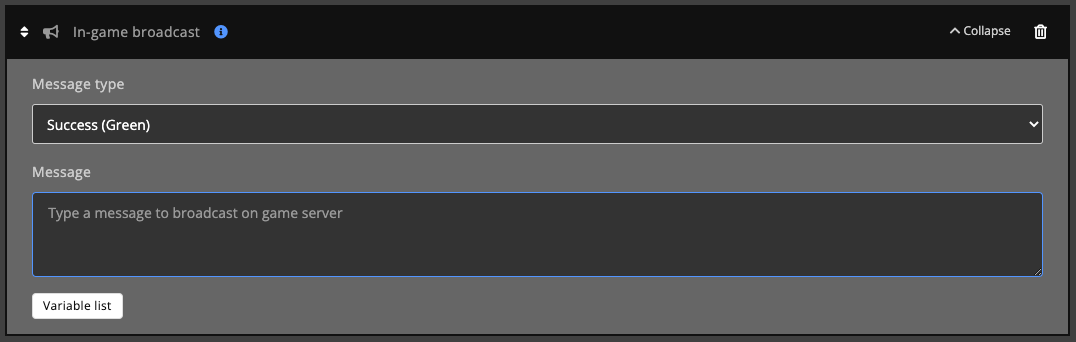 In-game broadcast
Collapse
Message type
Success (Green)
Message
Type a message to broadcast on game server
Variable list